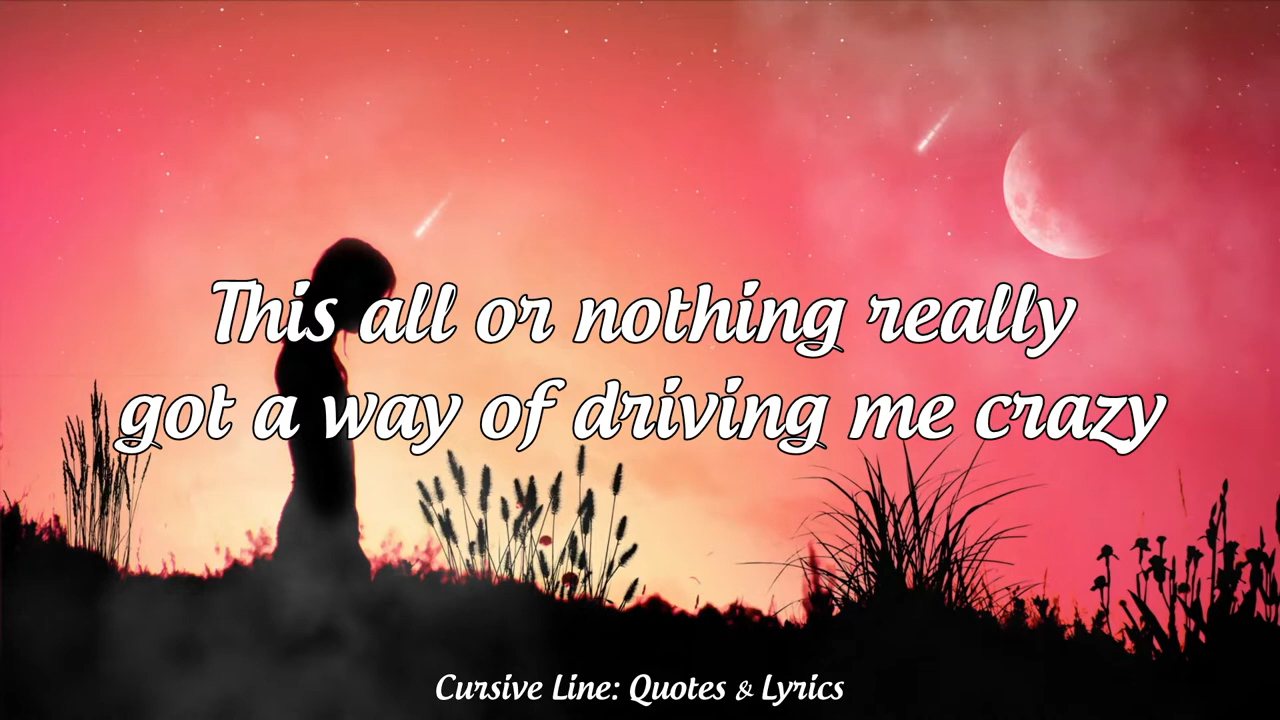 This all or nothing really
got a way of driving me crazy
Cursive Line: Quotes & Lyrics